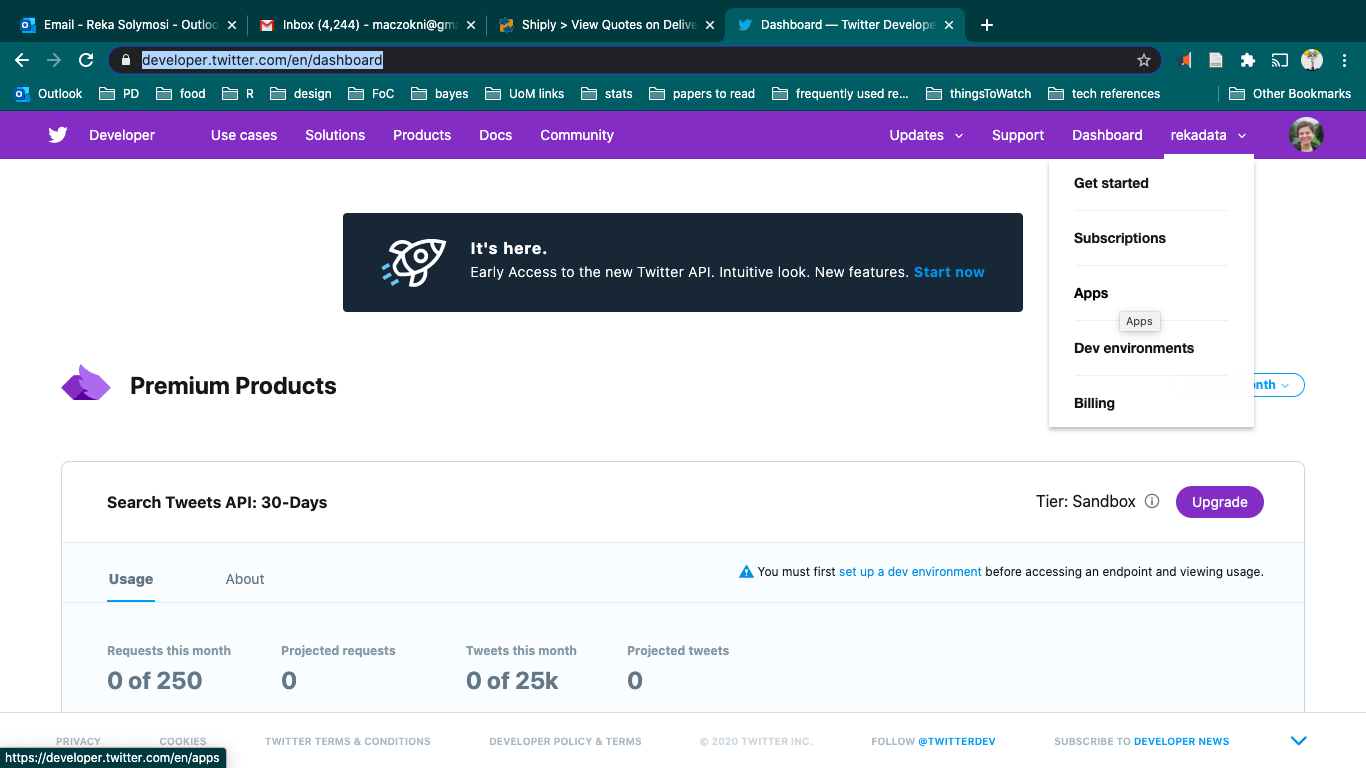 Email - Reka Solymosi - Outloo
Inbox (4,244) - maczokni@gma
Shiply > View Quotes on Delive
Dashboard — Twitter Develope
developer.twitter.com/en/dashboard
Outlook PD food R design FoC bayes UoM links stats papers to read frequently used re... thingsToWatch tech references Other Bookmarks
Developer Use cases Solutions Products Docs Community Updates Support Dashboard rekadata
Get started
Subscriptions
Apps
Apps
Dev environments
Billing
It's here.
Early Access to the new Twitter API. Intuitive look. New features. Start now
Premium Products
nth
Search Tweets API: 30-Days
Tier: Sandbox
Upgrade
Usage About
You must first set up a dev environment before accessing an endpoint and viewing usage.
Requests this month Projected requests Tweets this month Projected tweets
0 of 250 0 0 of 25k 0
PRIVACY COOKIES TWITTER TERMS & CONDITIONS DEVELOPER POLICY & TERMS © 2020 TWITTER INC. FOLLOW @TWITTERDEV SUBSCRIBE TO DEVELOPER NEWS
https://developer.twitter.com/en/apps